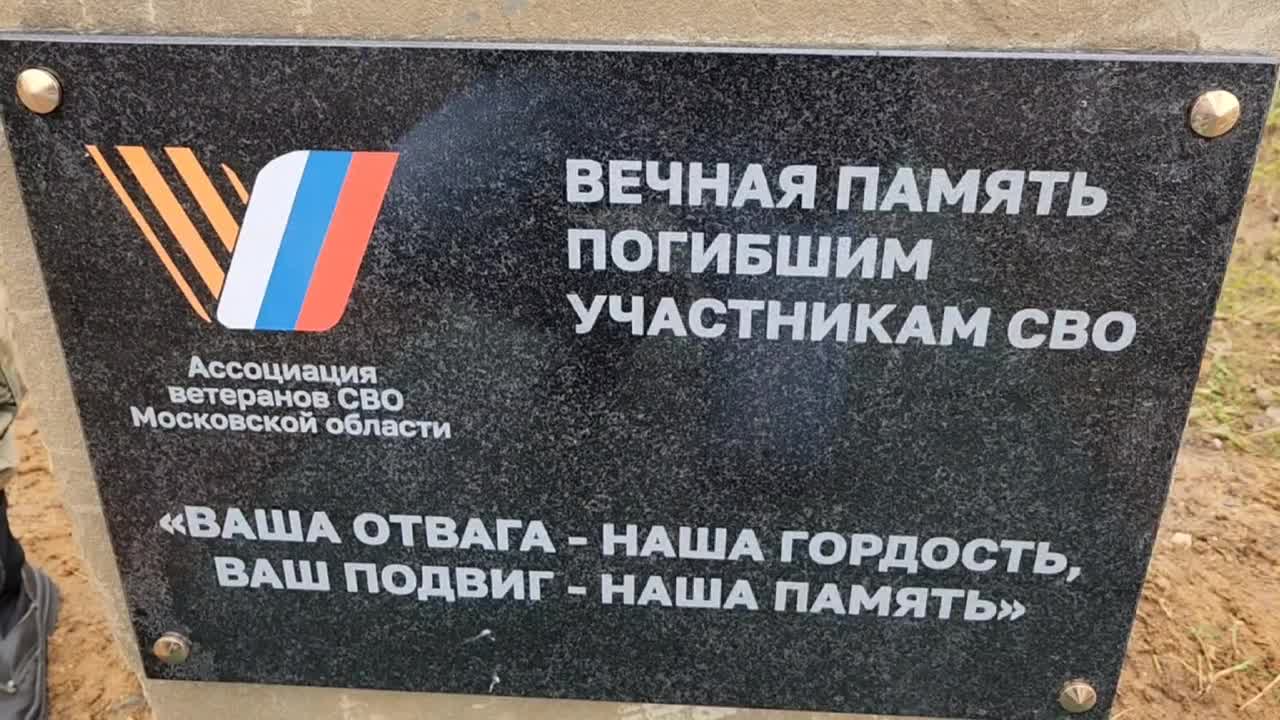 ВЕЧНАЯ ПАМЯТЬ
ПОГИБШИМ
УЧАСТНИКАМ СВО
Ассоциация
ветеранов СВО
Московской области
«ВАША ОТВАГА - НАША ГОРДОСТЬ,
ВАШ ПОДВИГ - НАША ПАМЯТЬ»